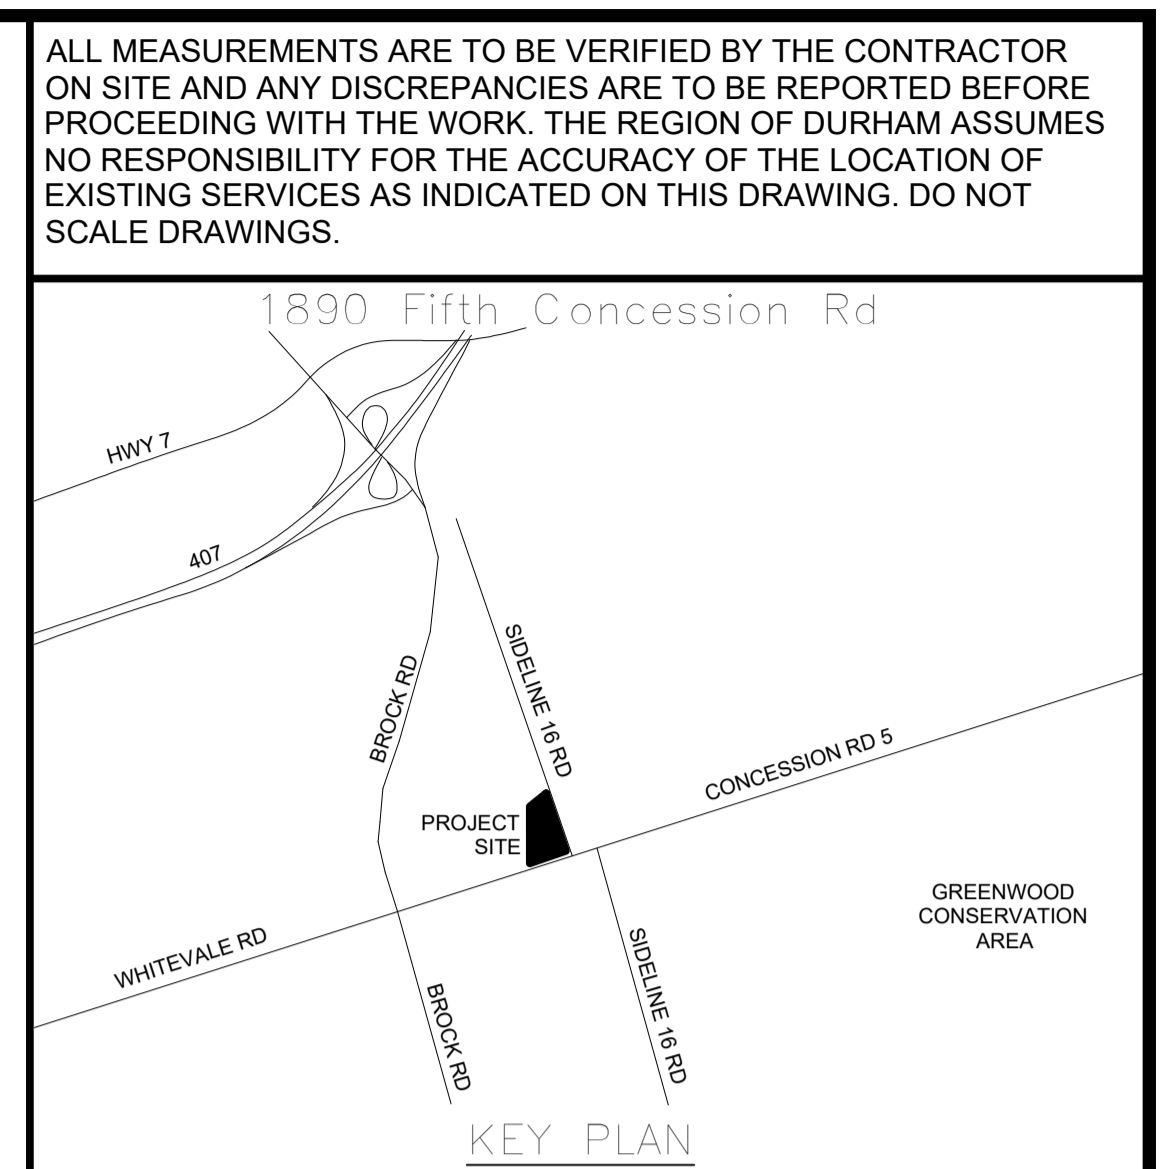 ALL MEASUREMENTS ARE TO BE VERIFIED BY THE CONTRACTOR
ON SITE AND ANY DISCREPANCIES ARE TO BE REPORTED BEFORE
PROCEEDING WITH THE WORK. THE REGION OF DURHAM ASSUMES
NO RESPONSIBILITY FOR THE ACCURACY OF THE LOCATION OF
EXISTING SERVICES AS INDICATED ON THIS DRAWING. DO NOT
SCALE DRAWINGS.
1890 Fifth Concession Rd
HWY 7
407
SIDELINE 16 RD
BROCK RD
CONCESSION RD 5
PROJECT
SITE
GREENWOOD
CONSERVATION
AREA
WHITEVALE RD
SIDELINE 16 RD
BROCK RD
KEY PLAN